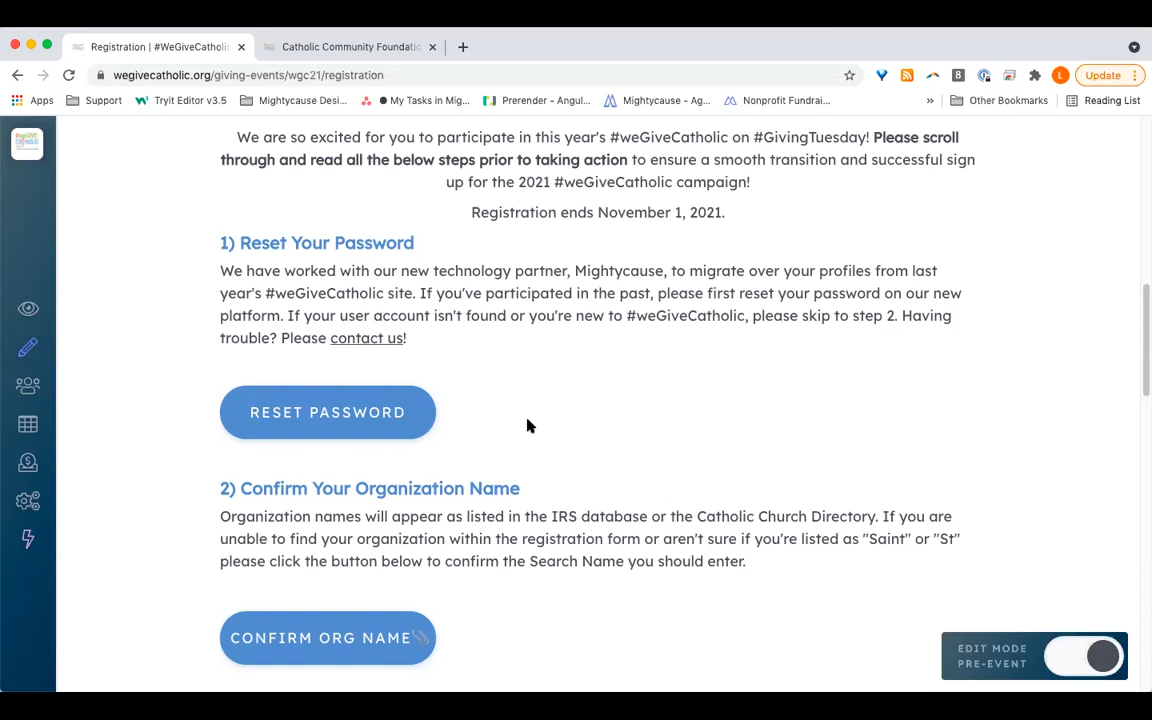 Registration | #WeGiveCatholic
Catholic Community Foundatio
wegivecatholic.org/giving-events/wgc21/registration
8
L
Update
Apps
Support
Tryit Editor v3.5
Mightycause Desi...
My Tasks in Mig...
Prerender - Angul...
Mightycause - Ag...
Nonprofit Fundrai...
»
Other Bookmarks
Reading List
We are so excited for you to participate in this year's #weGiveCatholic on #GivingTuesday! Please scroll
through and read all the below steps prior to taking action to ensure a smooth transition and successful sign
up for the 2021 #weGiveCatholic campaign!
Registration ends November 1, 2021.
1) Reset Your Password
We have worked with our new technology partner, Mightycause, to migrate over your profiles from last
year's #weGiveCatholic site. If you've participated in the past, please first reset your password on our new
platform. If your user account isn't found or you're new to #weGiveCatholic, please skip to step 2. Having
trouble? Please contact us!
RESET PASSWORD
2) Confirm Your Organization Name
Organization names will appear as listed in the IRS database or the Catholic Church Directory. If you are
unable to find your organization within the registration form or aren't sure if you're listed as "Saint" or "St"
please click the button below to confirm the Search Name you should enter.
CONFIRM ORG NAME
EDIT MODE
PRE-EVENT